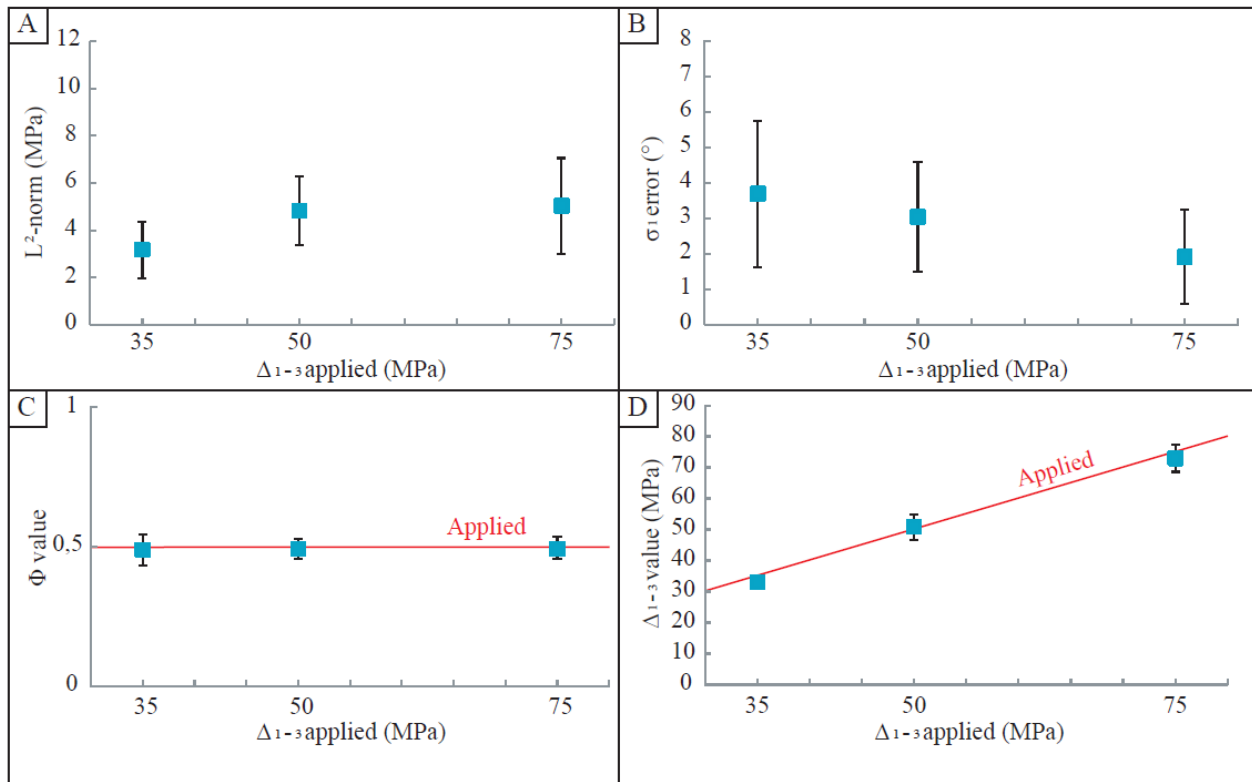 A
L²-norm (MPa)
12
10
8
6
4
2
0
35 50 75
Δ₁₋₃ applied (MPa)
B
σ₁ error (°)
8
7
6
5
4
3
2
1
0
35 50 75
Δ₁₋₃ applied (MPa)
C
Φ value
1
0.5
0
Applied
35 50 75
Δ₁₋₃ applied (MPa)
D
Δ₁₋₃ value (MPa)
90
80
70
60
50
40
30
20
10
0
Applied
35 50 75
Δ₁₋₃ applied (MPa)